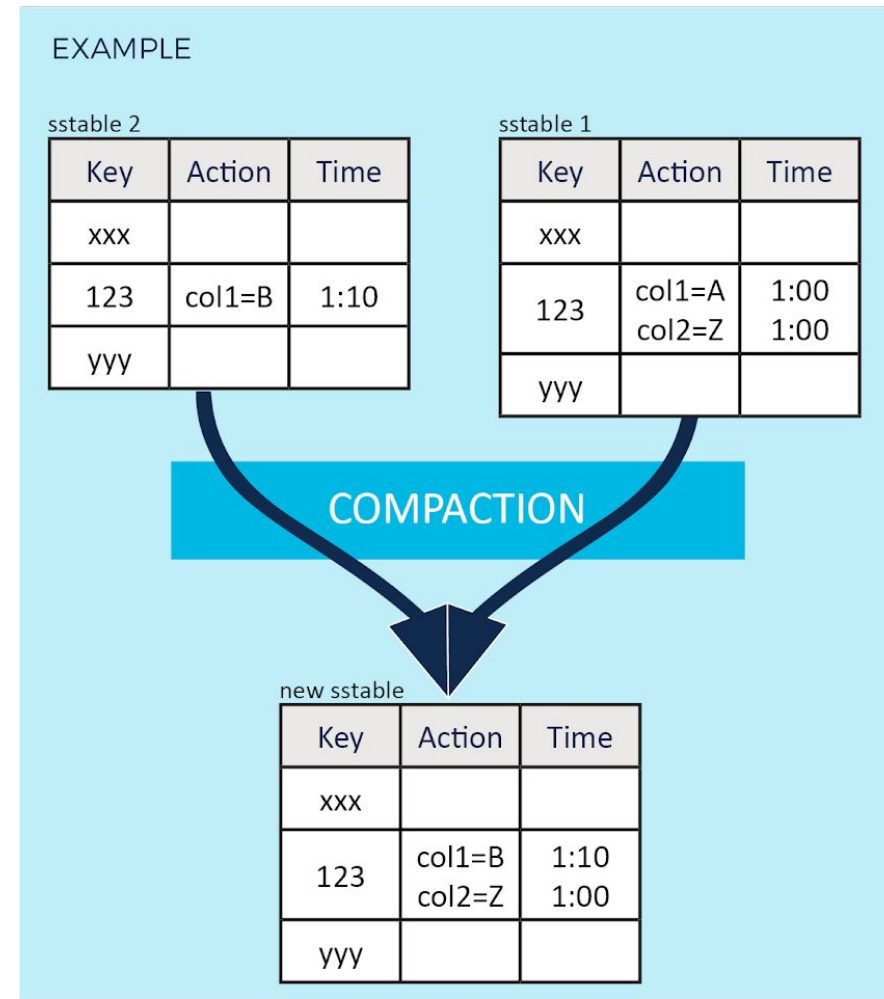 EXAMPLE
sstable 2
Key Action Time
xxx
123 col1=B 1:10
yyy
sstable 1
Key Action Time
xxx
123 col1=A 1:00
col2=Z 1:00
yyy
COMPACTION
new sstable
Key Action Time
xxx
123 col1=B 1:10
col2=Z 1:00
yyy